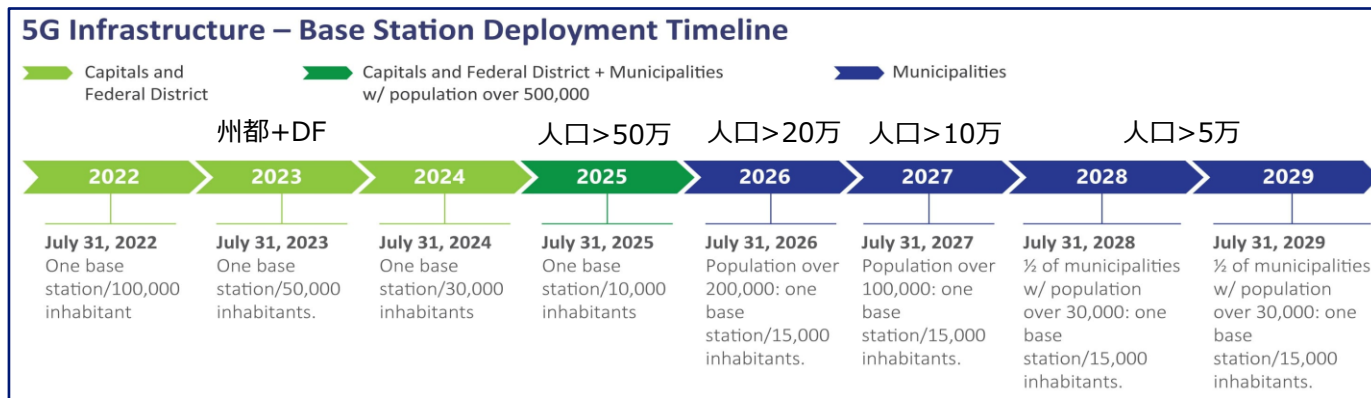 5G Infrastructure – Base Station Deployment Timeline
Capitals and
Federal District
Capitals and Federal District + Municipalities
w/ population over 500,000
Municipalities
州都+DF
人口>50万
人口>20万
人口>10万
人口>5万
2022
2023
2024
2025
2026
2027
2028
2029
July 31, 2022
One base
station/100,000
inhabitant
July 31, 2023
One base
station/50,000
inhabitants.
July 31, 2024
One base
station/30,000
inhabitants
July 31, 2025
One base
station/10,000
inhabitants
July 31, 2026
Population over
200,000: one
base
station/15,000
inhabitants.
July 31, 2027
Population over
100,000: one
base
station/15,000
inhabitants.
July 31, 2028
½ of municipalities
w/ population
over 30,000: one
base
station/15,000
inhabitants.
July 31, 2029
½ of municipalities
w/ population
over 30,000: one
base
station/15,000
inhabitants.